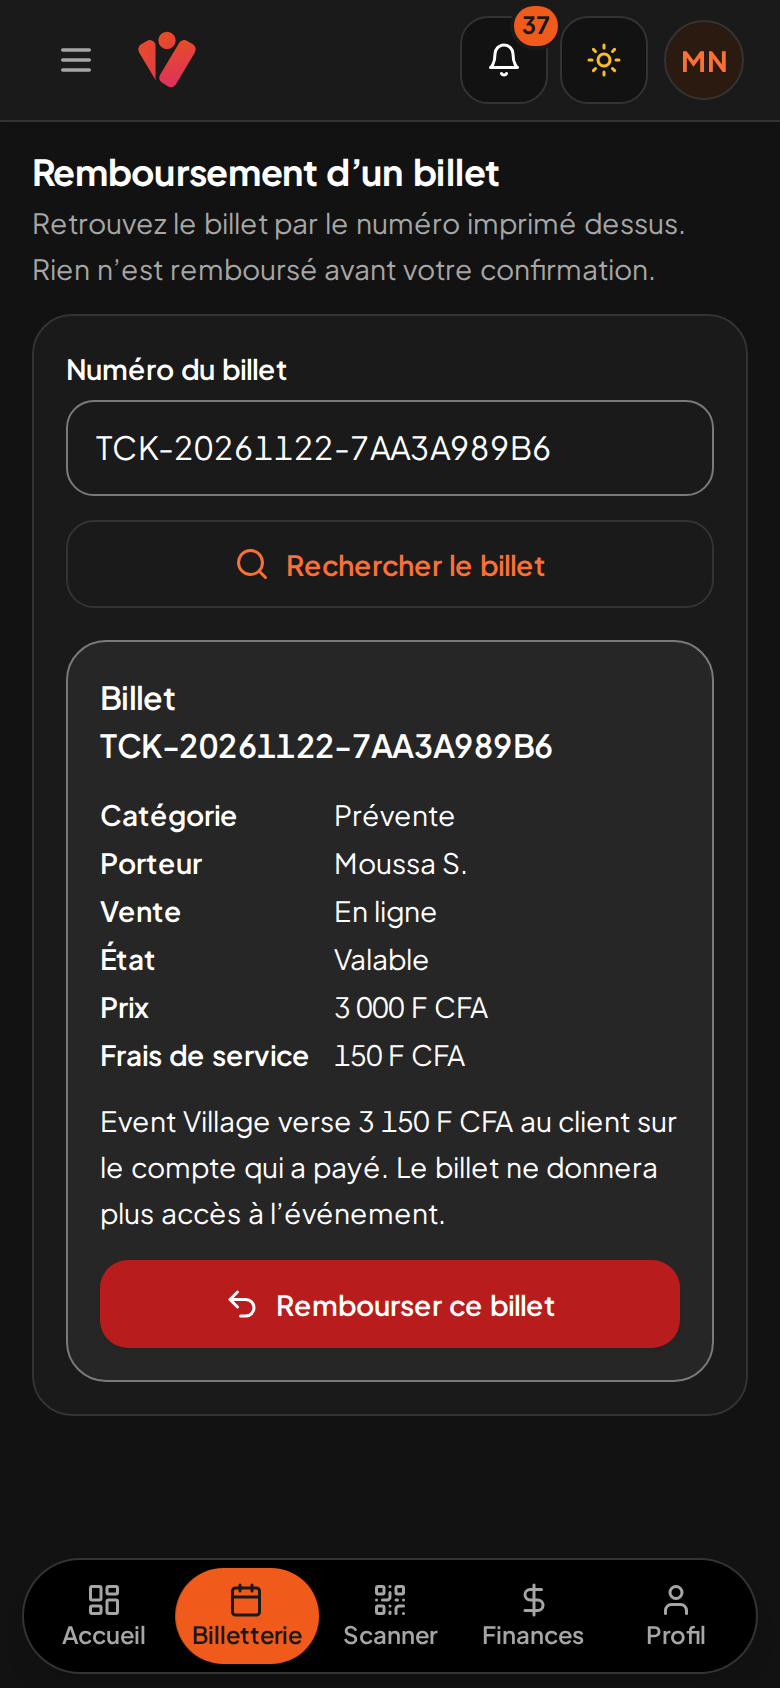 37
MN
Remboursement d’un billet
Retrouvez le billet par le numéro imprimé dessus.
Rien n’est remboursé avant votre confirmation.
Numéro du billet
TCK-20261122-7AA3A989B6
Rechercher le billet
Billet
TCK-20261122-7AA3A989B6
Catégorie Prévente
Porteur Moussa S.
Vente En ligne
État Valable
Prix 3 000 F CFA
Frais de service 150 F CFA
Event Village verse 3 150 F CFA au client sur
le compte qui a payé. Le billet ne donnera
plus accès à l’événement.
Rembourser ce billet
Accueil Billetterie Scanner Finances Profil